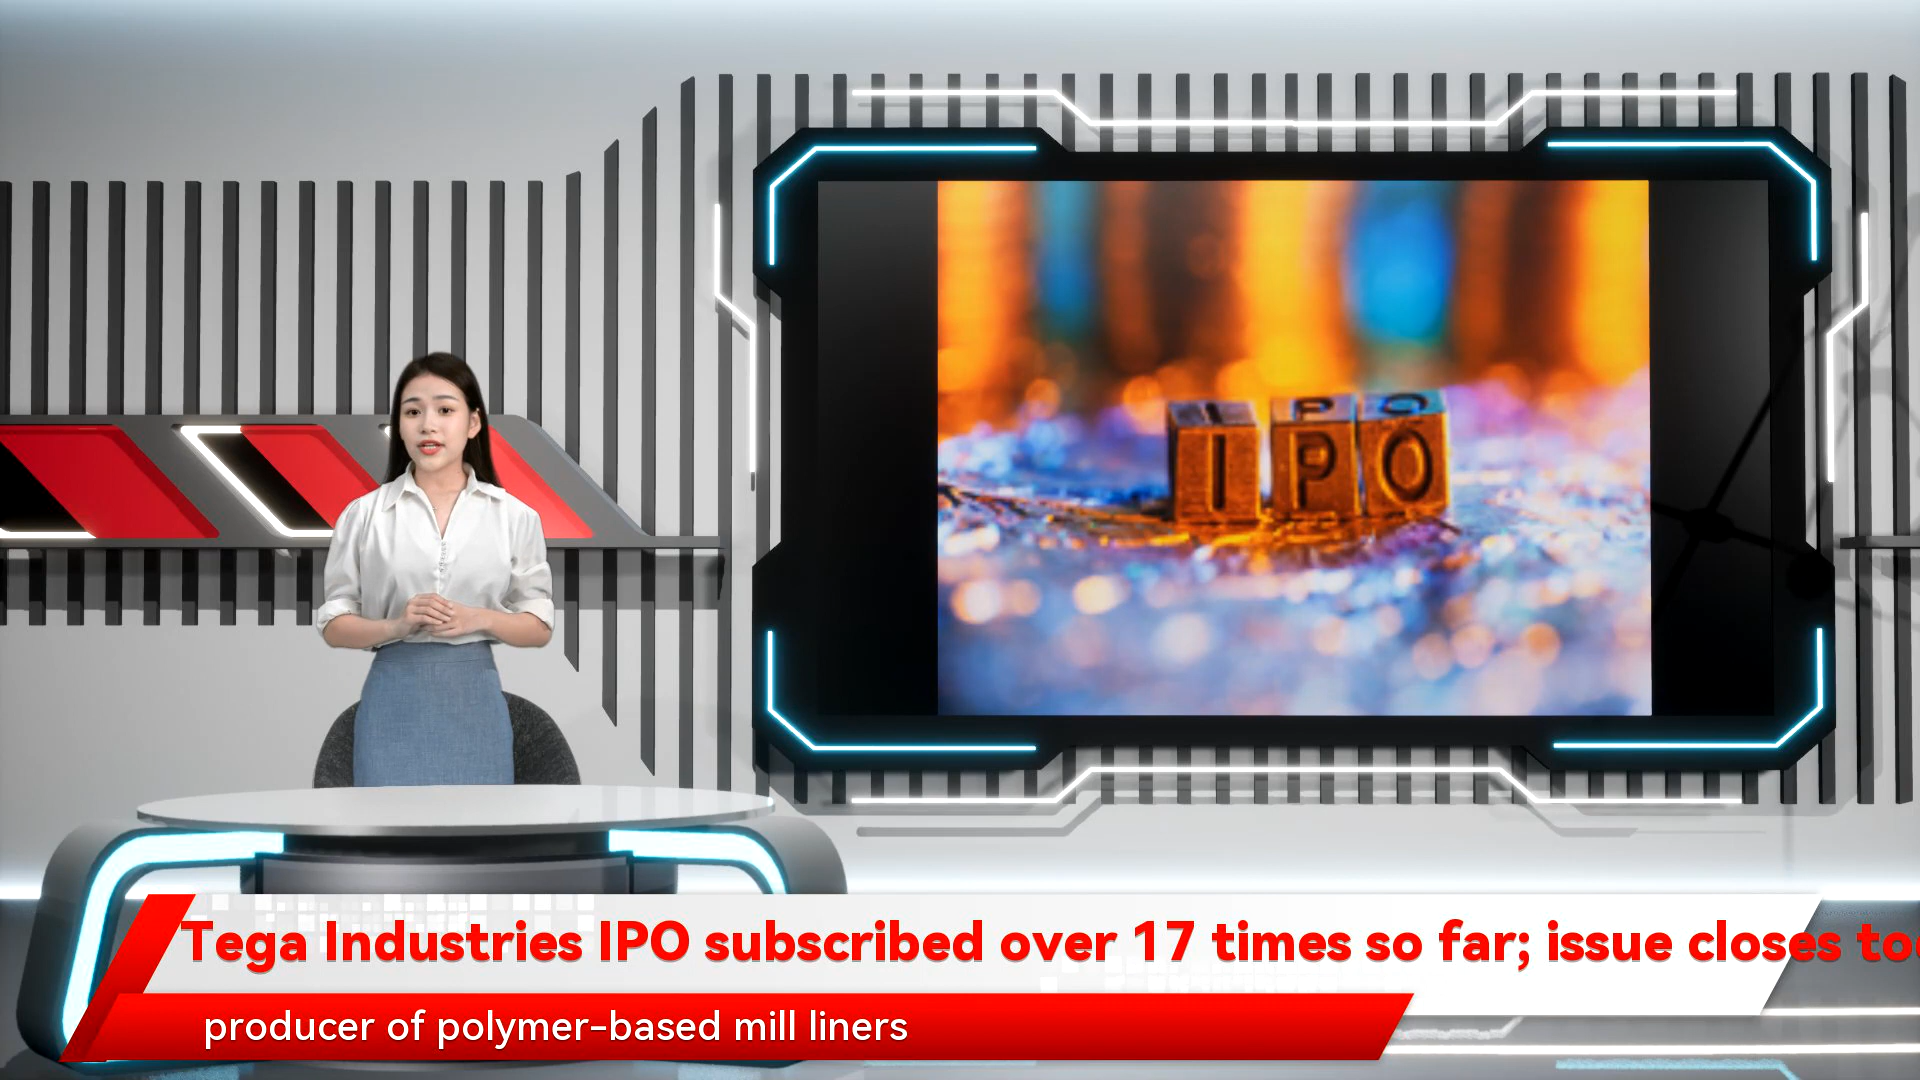 IPO
Tega Industries IPO subscribed over 17 times so far; issue closes
producer of polymer-based mill liners